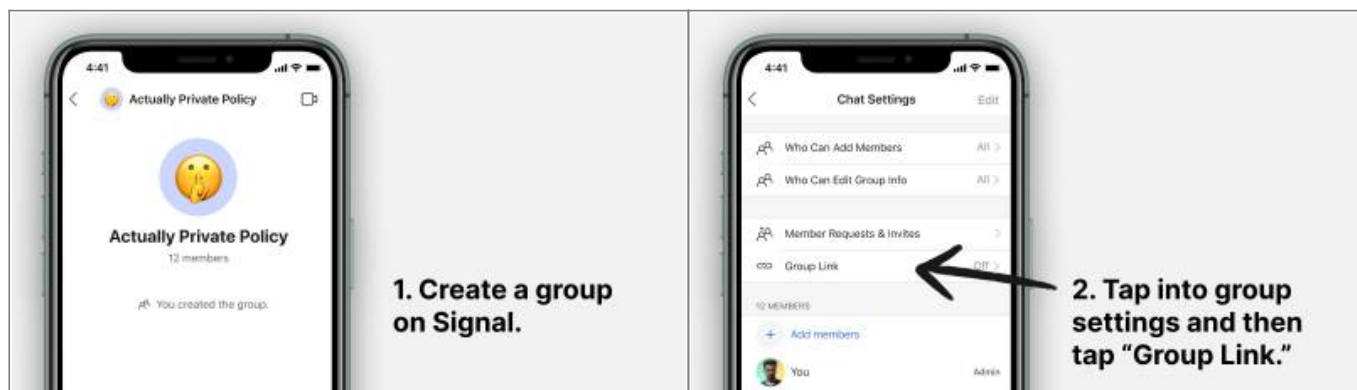 4:41
Actually Private Policy
Actually Private Policy
12 members
You created the group.
1. Create a group
on Signal.
4:41
Chat Settings
Edit
Who Can Add Members
All
Who Can Edit Group Info
All
Member Requests & Invites
Group Link
Off
12 MEMBERS
+ Add members
You
Admin
2. Tap into group
settings and then
tap “Group Link.”